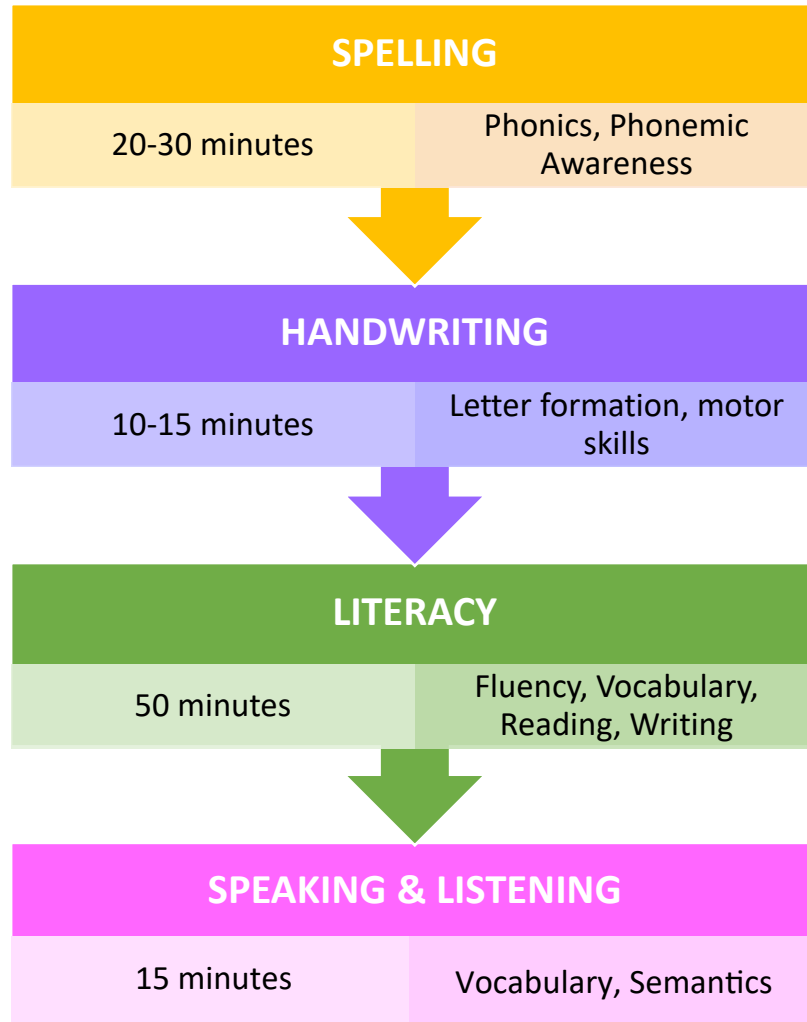 SPELLING
20-30 minutes
Phonics, Phonemic
Awareness
HANDWRITING
10-15 minutes
Letter formation, motor
skills
LITERACY
50 minutes
Fluency, Vocabulary,
Reading, Writing
SPEAKING & LISTENING
15 minutes
Vocabulary, Semantics